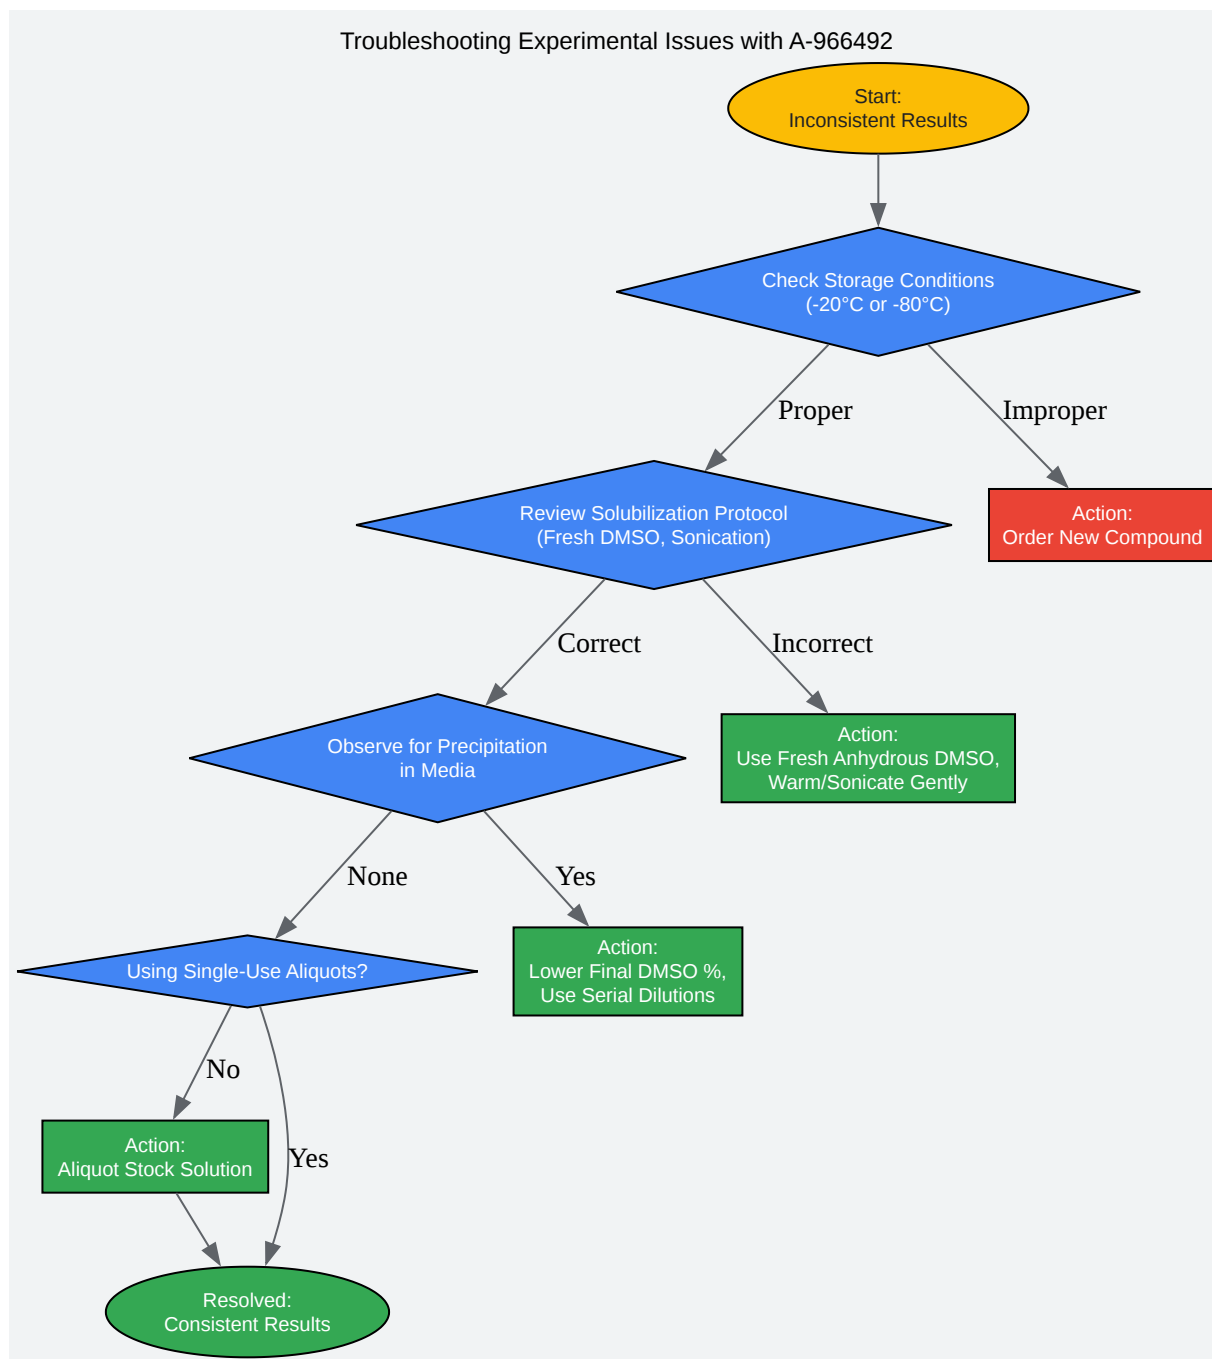 Troubleshooting Experimental Issues with A-966492
Start:
Inconsistent Results
Check Storage Conditions
(-20°C or -80°C)
Proper
Improper
Review Solubilization Protocol
(Fresh DMSO, Sonication)
Action:
Order New Compound
Correct
Incorrect
Observe for Precipitation
in Media
Action:
Use Fresh Anhydrous DMSO,
Warm/Sonicate Gently
None
Yes
Using Single-Use Aliquots?
Action:
Lower Final DMSO %,
Use Serial Dilutions
No
Action:
Aliquot Stock Solution
Yes
Resolved:
Consistent Results